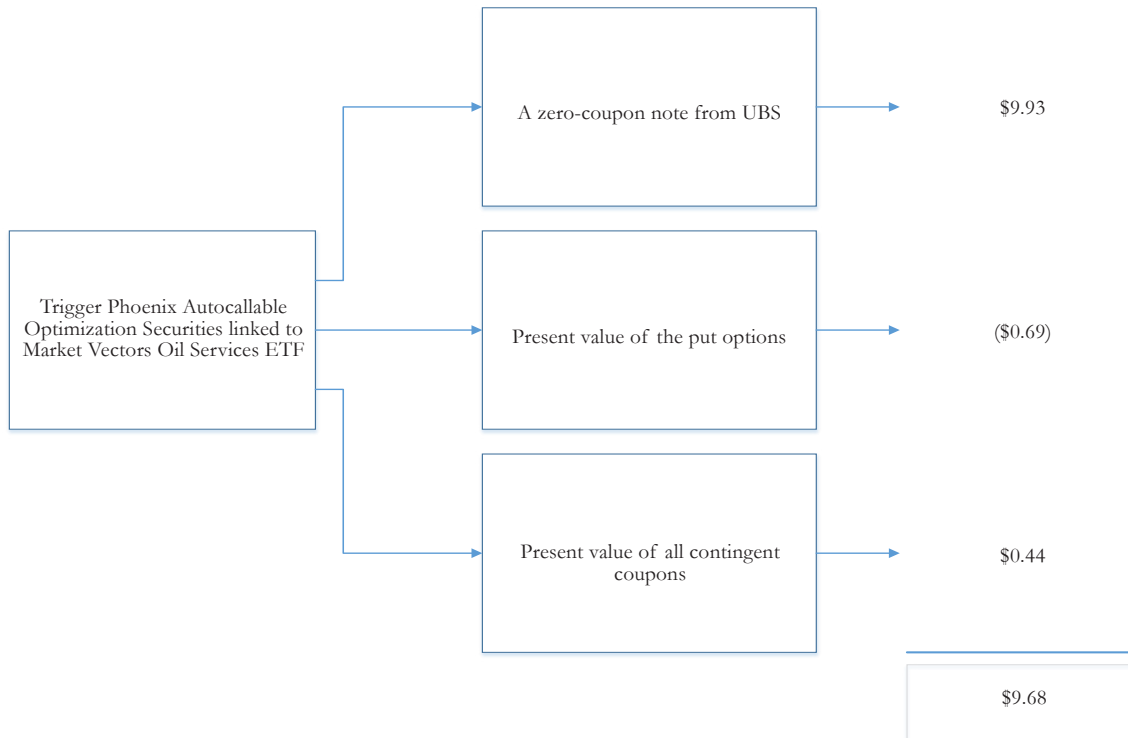 A zero-coupon note from UBS
$9.93
Trigger Phoenix Autocallable
Optimization Securities linked to
Market Vectors Oil Services ETF
Present value of the put options
($0.69)
Present value of all contingent
coupons
$0.44
$9.68